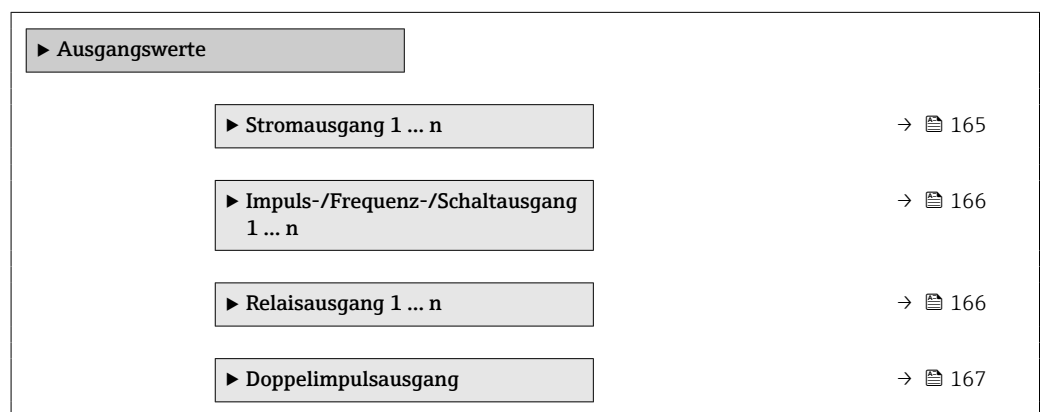 ▶ Ausgangswerte
▶ Stromausgang 1 … n → 165
▶ Impuls-/Frequenz-/Schaltausgang → 166
1 … n
▶ Relaisausgang 1 … n → 166
▶ Doppelimpulsausgang → 167